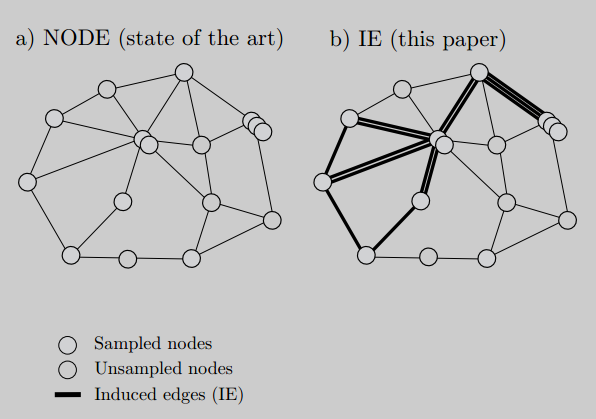 a) NODE (state of the art)
b) IE (this paper)
Sampled nodes
Unsampled nodes
Induced edges (IE)